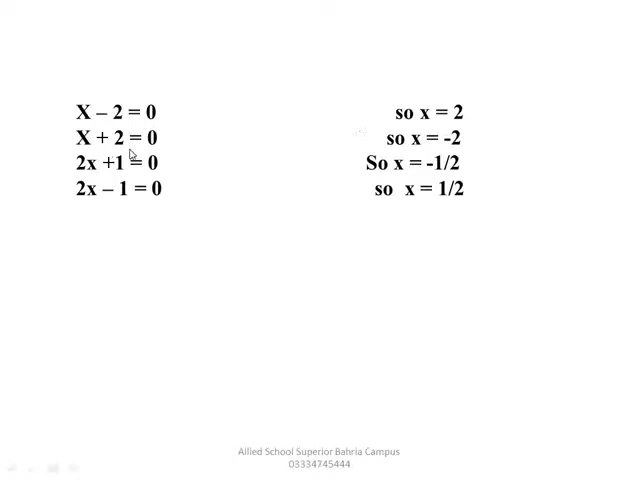 X – 2 = 0 so x = 2
X + 2 = 0 so x = -2
2x +1 = 0 So x = -1/2
2x – 1 = 0 so x = 1/2
Allied School Superior Bahria Campus
03334745444